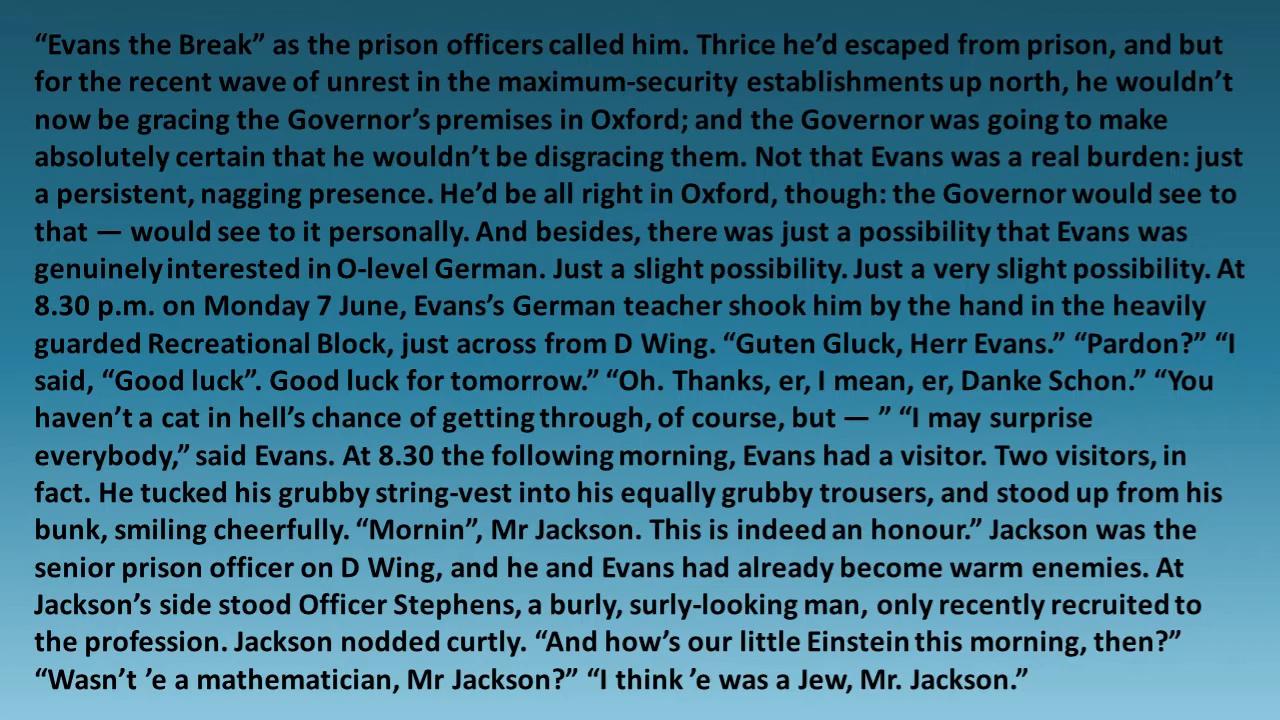 “Evans the Break” as the prison officers called him. Thrice he’d escaped from prison, and but
for the recent wave of unrest in the maximum-security establishments up north, he wouldn’t
now be gracing the Governor’s premises in Oxford; and the Governor was going to make
absolutely certain that he wouldn’t be disgracing them. Not that Evans was a real burden: just
a persistent, nagging presence. He’d be all right in Oxford, though: the Governor would see to
that — would see to it personally. And besides, there was just a possibility that Evans was
genuinely interested in O-level German. Just a slight possibility. Just a very slight possibility. At
8.30 p.m. on Monday 7 June, Evans’s German teacher shook him by the hand in the heavily
guarded Recreational Block, just across from D Wing. “Guten Gluck, Herr Evans.” “Pardon?” “I
said, “Good luck”. Good luck for tomorrow.” “Oh. Thanks, er, I mean, er, Danke Schon.” “You
haven’t a cat in hell’s chance of getting through, of course, but — ” “I may surprise
everybody,” said Evans. At 8.30 the following morning, Evans had a visitor. Two visitors, in
fact. He tucked his grubby string-vest into his equally grubby trousers, and stood up from his
bunk, smiling cheerfully. “Mornin”, Mr Jackson. This is indeed an honour.” Jackson was the
senior prison officer on D Wing, and he and Evans had already become warm enemies. At
Jackson’s side stood Officer Stephens, a burly, surly-looking man, only recently recruited to
the profession. Jackson nodded curtly. “And how’s our little Einstein this morning, then?”
“Wasn’t ’e a mathematician, Mr Jackson?” “I think ’e was a Jew, Mr. Jackson.”